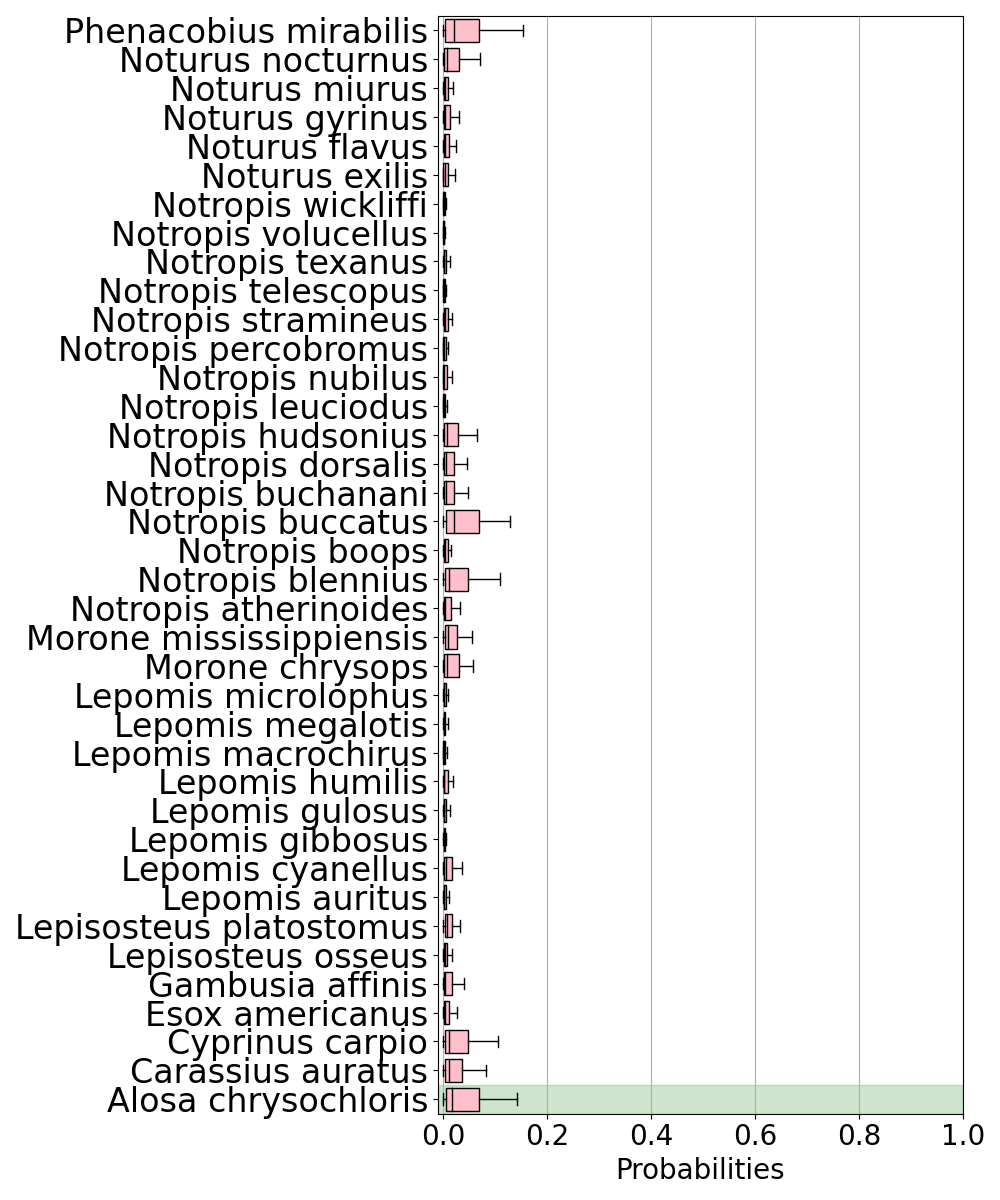 Phenacobius mirabilis
Noturus nocturnus
Noturus miurus
Noturus gyrinus
Noturus flavus
Noturus exilis
Notropis wickliffi
Notropis volucellus
Notropis texanus
Notropis telescopus
Notropis stramineus
Notropis percobromus
Notropis nubilus
Notropis leuciodus
Notropis hudsonius
Notropis dorsalis
Notropis buchanani
Notropis buccatus
Notropis boops
Notropis blennius
Notropis atherinoides
Morone mississippiensis
Morone chrysops
Lepomis microlophus
Lepomis megalotis
Lepomis macrochirus
Lepomis humilis
Lepomis gulosus
Lepomis gibbosus
Lepomis cyanellus
Lepomis auritus
Lepisosteus platostomus
Lepisosteus osseus
Gambusia affinis
Esox americanus
Cyprinus carpio
Carassius auratus
Alosa chrysochloris
0.0 0.2 0.4 0.6 0.8 1.0
Probabilities